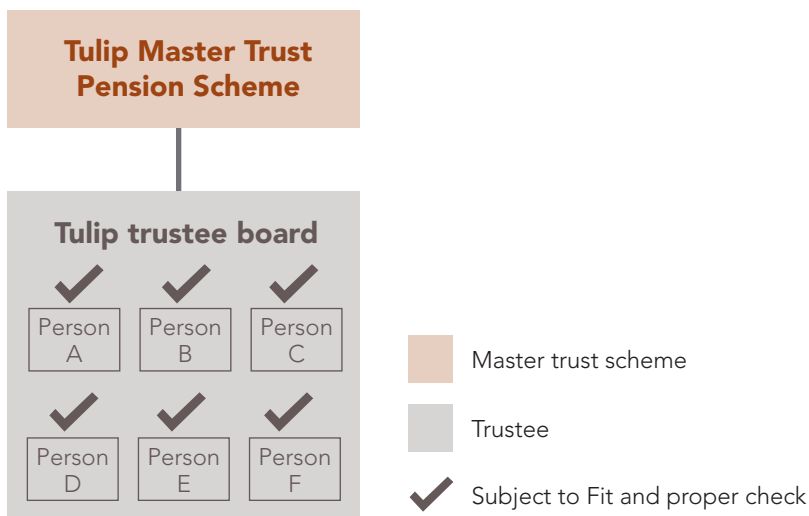 Tulip Master Trust
Pension Scheme
Tulip trustee board
Person
A
Person
B
Person
C
Person
D
Person
E
Person
F
Master trust scheme
Trustee
Subject to Fit and proper check